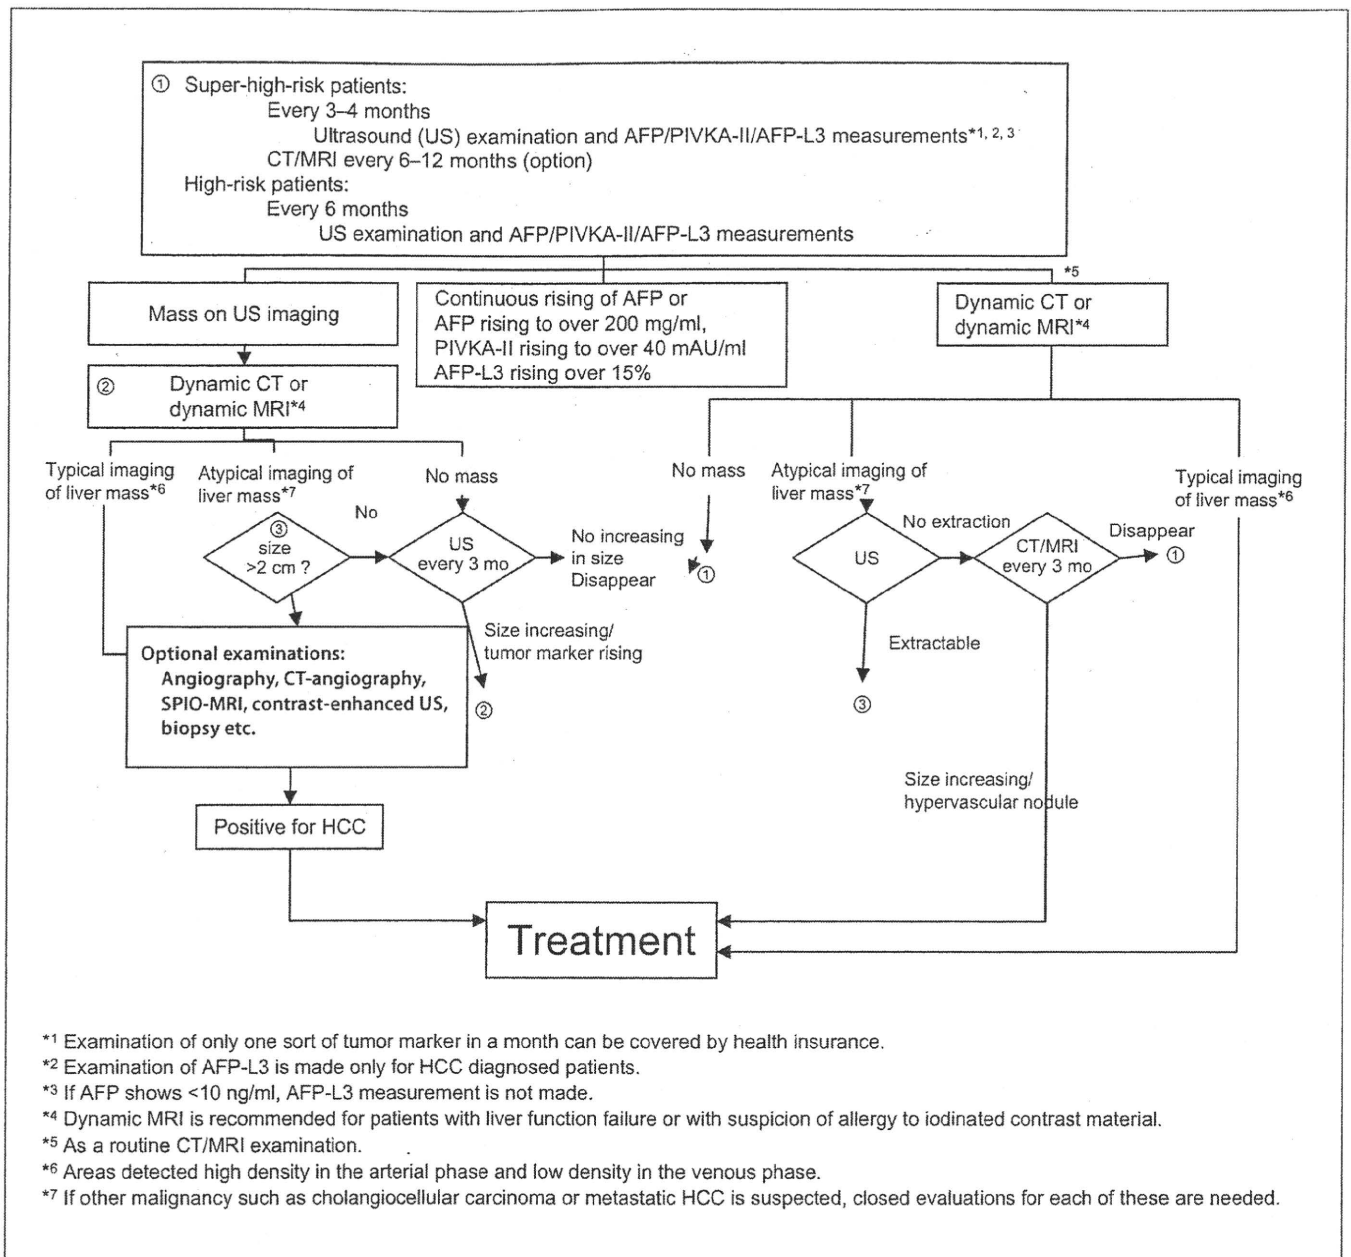 ① Super-high-risk patients:
Every 3–4 months
Ultrasound (US) examination and AFP/PIVKA-II/AFP-L3 measurements*1, 2, 3
CT/MRI every 6–12 months (option)
High-risk patients:
Every 6 months
US examination and AFP/PIVKA-II/AFP-L3 measurements
*5
Mass on US imaging
Continuous rising of AFP or
AFP rising to over 200 mg/ml,
PIVKA-II rising to over 40 mAU/ml
AFP-L3 rising over 15%
Dynamic CT or
dynamic MRI*4
② Dynamic CT or
dynamic MRI*4
Typical imaging
of liver mass*6
Atypical imaging of
liver mass*7
No mass
No
③
size
>2 cm ?
US
every 3 mo
No increasing
in size
Disappear
①
Size increasing/
tumor marker rising
②
No mass
Atypical imaging of
liver mass*7
Typical imaging
of liver mass*6
US
No extraction
CT/MRI
every 3 mo
Disappear
①
Extractable
③
Size increasing/
hypervascular nodule
Optional examinations:
Angiography, CT-angiography,
SPIO-MRI, contrast-enhanced US,
biopsy etc.
Positive for HCC
Treatment
*1 Examination of only one sort of tumor marker in a month can be covered by health insurance.
*2 Examination of AFP-L3 is made only for HCC diagnosed patients.
*3 If AFP shows <10 ng/ml, AFP-L3 measurement is not made.
*4 Dynamic MRI is recommended for patients with liver function failure or with suspicion of allergy to iodinated contrast material.
*5 As a routine CT/MRI examination.
*6 Areas detected high density in the arterial phase and low density in the venous phase.
*7 If other malignancy such as cholangiocellular carcinoma or metastatic HCC is suspected, closed evaluations for each of these are needed.